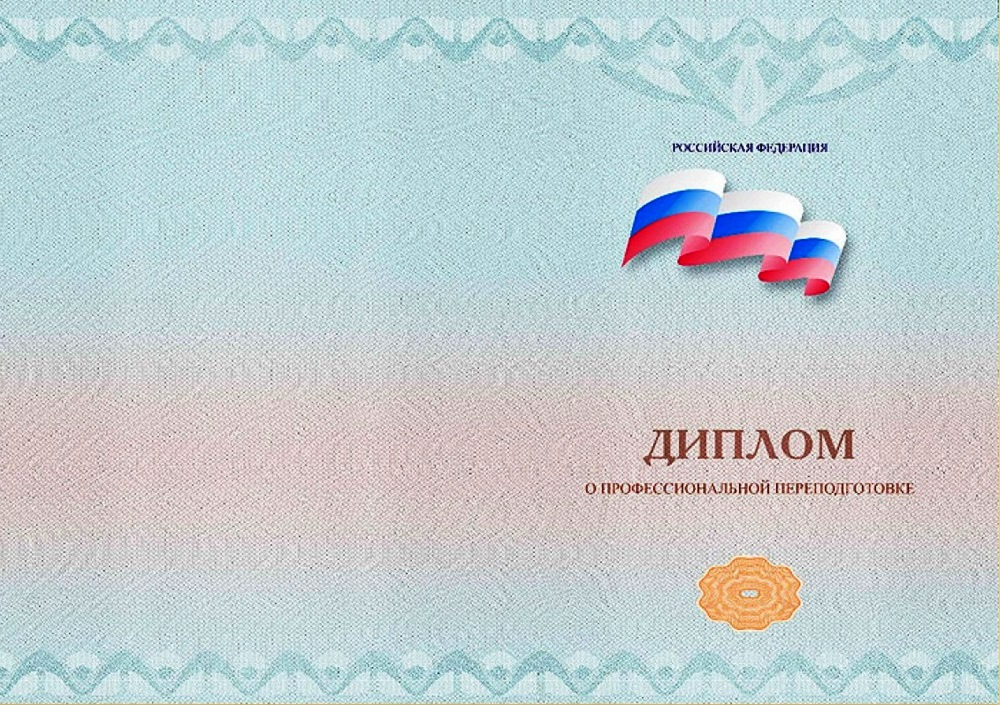 РОССИЙСКАЯ ФЕДЕРАЦИЯ
ДИПЛОМ
О ПРОФЕССИОНАЛЬНОЙ ПЕРЕПОДГОТОВКЕ